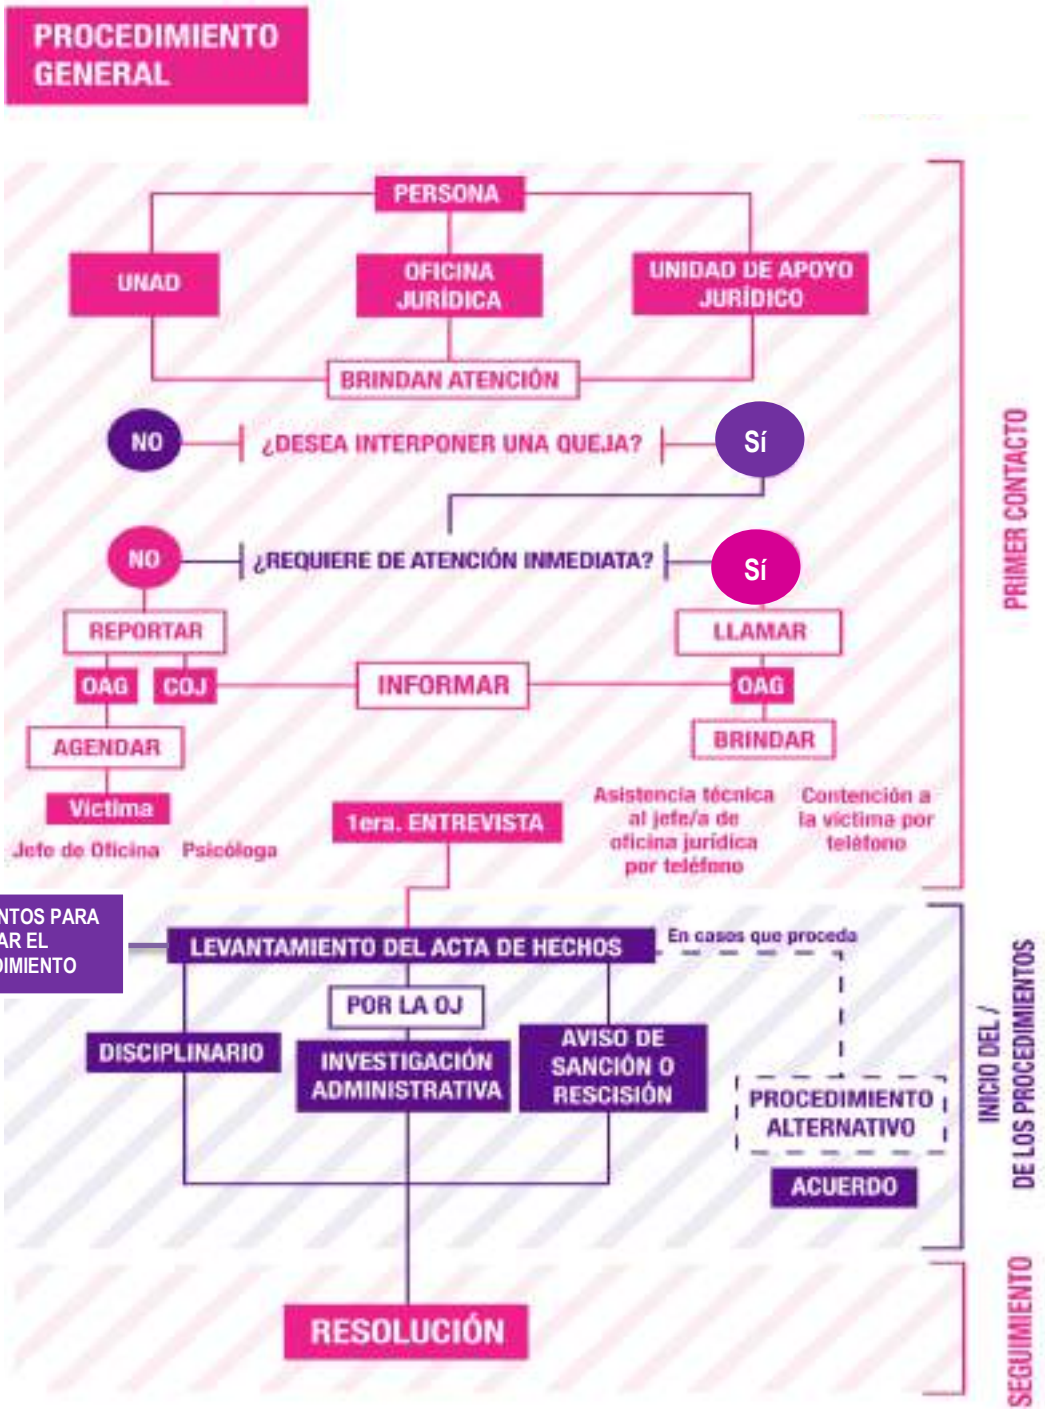 PROCEDIMIENTO
GENERAL
PERSONA
UNAD
OFICINA
JURÍDICA
UNIDAD DE APOYO
JURÍDICO
BRINDAN ATENCIÓN
NO
¿DESEA INTERPONER UNA QUEJA?
Sí
NO
¿REQUIERE DE ATENCIÓN INMEDIATA?
Sí
REPORTAR
LLAMAR
OAG
COJ
INFORMAR
OAG
AGENDAR
BRINDAR
Víctima
Jefe de Oficina
Psicóloga
1era. ENTREVISTA
Asistencia técnica
al jefe/a de
oficina jurídica
por teléfono
Contención a
la víctima por
teléfono
PRIMER CONTACTO
NTOS PARA
AR EL
DIMIENTO
LEVANTAMIENTO DEL ACTA DE HECHOS
En casos que proceda
POR LA OJ
DISCIPLINARIO
INVESTIGACIÓN
ADMINISTRATIVA
AVISO DE
SANCIÓN O
RESCISIÓN
PROCEDIMIENTO
ALTERNATIVO
ACUERDO
INICIO DEL /
DE LOS PROCEDIMIENTOS
RESOLUCIÓN
SEGUIMIENTO